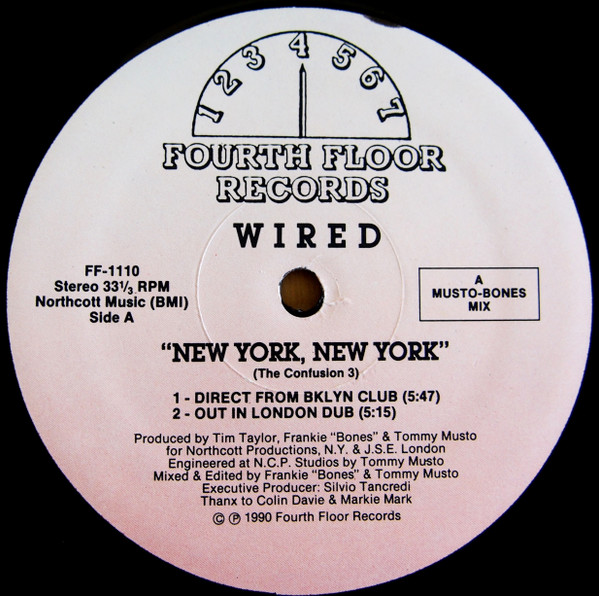 1 2 3 4 5 6 7
FOURTH FLOOR
RECORDS
WIRED
FF-1110
Stereo 33 1/3 RPM
Northcott Music (BMI)
Side A
A
MUSTO-BONES
MIX
“NEW YORK, NEW YORK”
(The Confusion 3)
1 - DIRECT FROM BKLYN CLUB (5:47)
2 - OUT IN LONDON DUB (5:15)
Produced by Tim Taylor, Frankie “Bones” & Tommy Musto
for Northcott Productions, N.Y. & J.S.E. London
Engineered at N.C.P. Studios by Tommy Musto
Mixed & Edited by Frankie “Bones” & Tommy Musto
Executive Producer: Silvio Tancredi
Thanx to Colin Davie & Markie Mark
© ℗ 1990 Fourth Floor Records